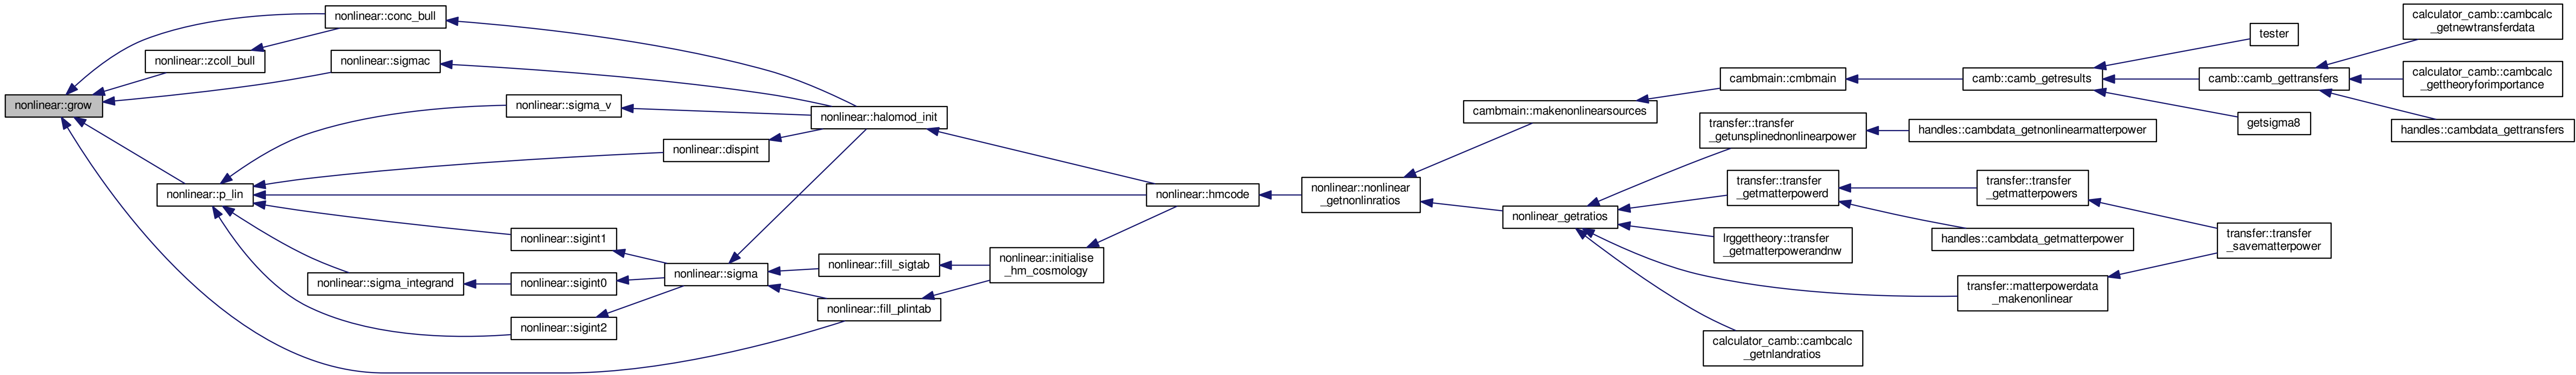 nonlinear::grow
nonlinear::conc_bull
nonlinear::zcoll_bull
nonlinear::sigmac
nonlinear::p_lin
nonlinear::sigma_v
nonlinear::dispint
nonlinear::sigint1
nonlinear::sigma_integrand
nonlinear::sigint0
nonlinear::sigint2
nonlinear::sigma
nonlinear::halomod_init
nonlinear::fill_sigtab
nonlinear::fill_plintab
nonlinear::initialise
_hm_cosmology
nonlinear::hmcode
nonlinear::nonlinear
_getnonlinratios
cambmain::makenonlinearsources
nonlinear_getratios
cambmain::cmbmain
transfer::transfer
_getunsplinednonlinearpower
transfer::transfer
_getmatterpowerd
lrggettheory::transfer
_getmatterpowerandnw
calculator_camb::cambcalc
_getnlandratios
camb::camb_getresults
handles::cambdata_getnonlinearmatterpower
transfer::transfer
_getmatterpowers
handles::cambdata_getmatterpower
transfer::matterpowerdata
_makenonlinear
tester
camb::camb_gettransfers
getsigma8
transfer::transfer
_savematterpower
calculator_camb::cambcalc
_getnewtransferdata
calculator_camb::cambcalc
_gettheoryforimportance
handles::cambdata_gettransfers